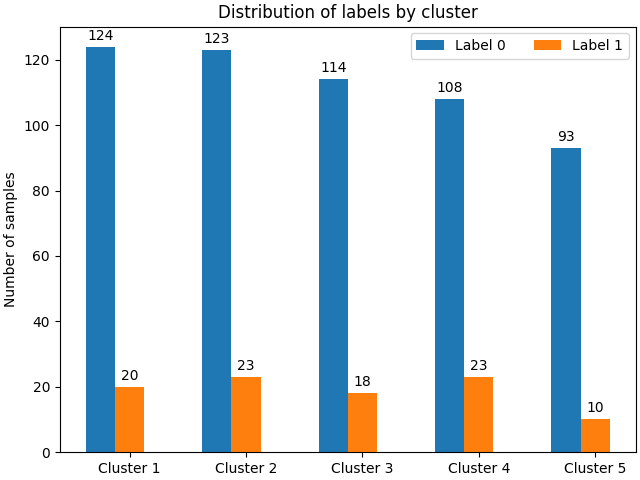 Distribution of labels by cluster
Label 0
Label 1
Number of samples
120
100
80
60
40
20
0
124
20
123
23
114
18
108
23
93
10
Cluster 1
Cluster 2
Cluster 3
Cluster 4
Cluster 5